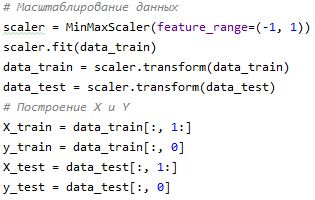 # Масштабирование данных
scaler = MinMaxScaler(feature_range=(-1, 1))
scaler.fit(data_train)
data_train = scaler.transform(data_train)
data_test = scaler.transform(data_test)
# Построение X и Y
X_train = data_train[:, 1:]
y_train = data_train[:, 0]
X_test = data_test[:, 1:]
y_test = data_test[:, 0]